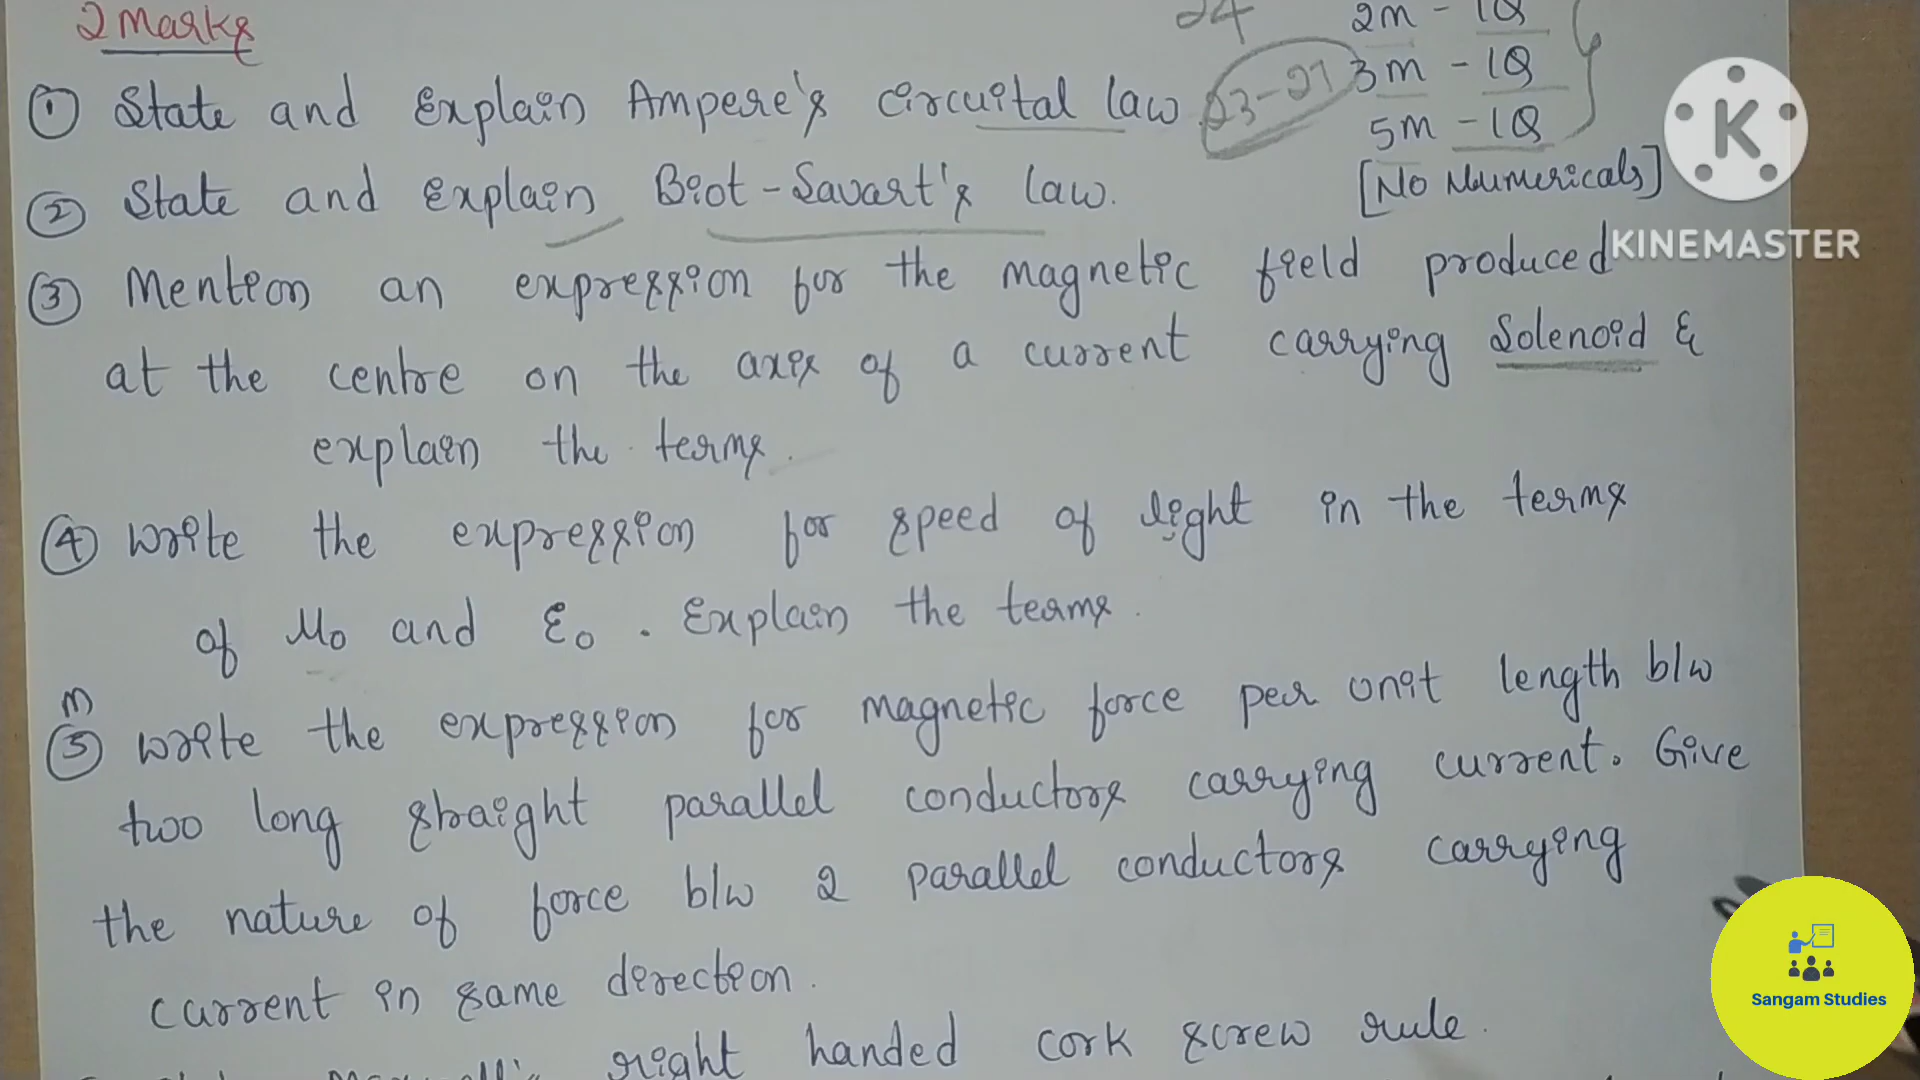 2 Marks
24
2M - 1Q
① State and Explain Ampere's circuital law
23-27
3M - 1Q
5M - 1Q
② State and explain Biot-Savart's law.
[No Numericals]
K
KINEMASTER
③ Mention an expression for the magnetic field produced
at the centre on the axis of a current carrying Solenoid &
explain the terms.
④ Write the expression for speed of light in the terms
of μ₀ and ε₀. Explain the terms.
m
⑤ Write the expression for magnetic force per unit length b/w
two long straight parallel conductors carrying current. Give
the nature of force b/w 2 parallel conductors carrying
current in same direction.
right handed cork screw rule.
Sangam Studies